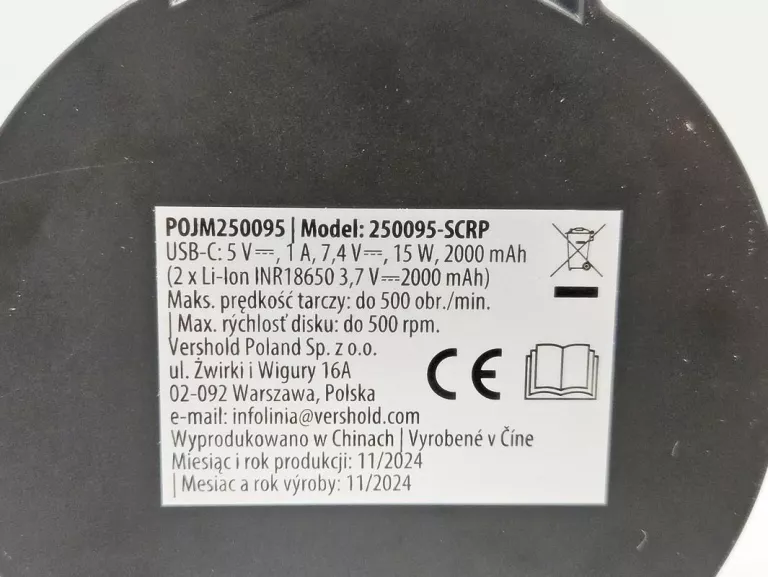 POJM250095 | Model: 250095-SCRP
USB-C: 5 V⎓, 1 A, 7,4 V⎓, 15 W, 2000 mAh
(2 x Li-Ion INR18650 3,7 V⎓2000 mAh)
Maks. prędkość tarczy: do 500 obr./min.
| Max. rýchlosť disku: do 500 rpm.
Vershold Poland Sp. z o.o.
ul. Żwirki i Wigury 16A
02-092 Warszawa, Polska
e-mail: infolinia@vershold.com
Wyprodukowano w Chinach | Vyrobené v Číne
Miesiąc i rok produkcji: 11/2024
| Mesiac a rok výroby: 11/2024
CE